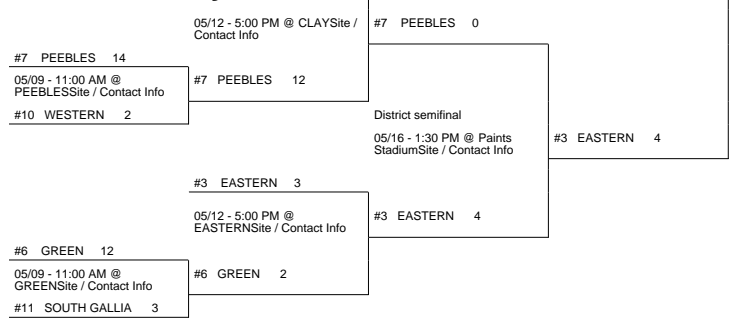 05/12 - 5:00 PM @ CLAYSite /
Contact Info
#7 PEEBLES 0
#7 PEEBLES 14
05/09 - 11:00 AM @
PEEBLESSite / Contact Info
#7 PEEBLES 12
#10 WESTERN 2
District semifinal
05/16 - 1:30 PM @ Paints
StadiumSite / Contact Info
#3 EASTERN 4
#3 EASTERN 3
05/12 - 5:00 PM @
EASTERNSite / Contact Info
#3 EASTERN 4
#6 GREEN 12
05/09 - 11:00 AM @
GREENSite / Contact Info
#6 GREEN 2
#11 SOUTH GALLIA 3